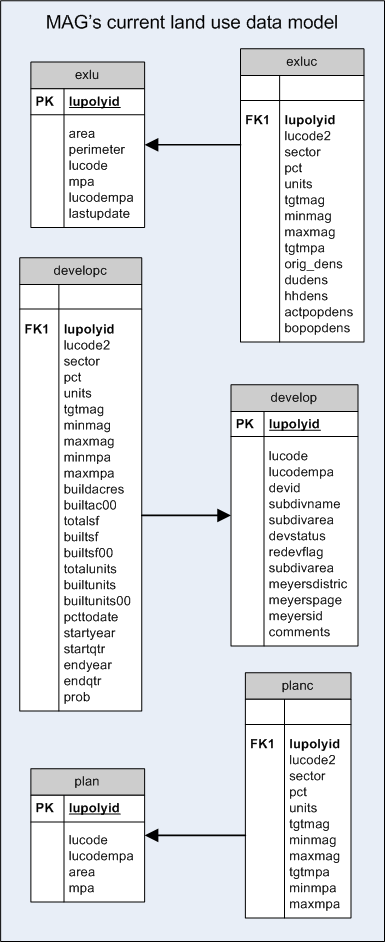 MAG's current land use data model
exlu
PK lupolyid
area
perimeter
lucode
mpa
lucodempa
lastupdate
exluc
FK1 lupolyid
lucode2
sector
pct
units
tgtmag
minmag
maxmag
tgtmpa
orig_dens
dudens
hhdens
actpopdens
bopopdens
developc
FK1 lupolyid
lucode2
sector
pct
units
tgtmag
minmag
maxmag
minmpa
maxmpa
buildacres
builtac00
totalsf
builtsf
builtsf00
totalunits
builtunits
builtunits00
pcttodate
startyear
startqtr
endyear
endqtr
prob
develop
PK lupolyid
lucode
lucodempa
devid
subdivname
subdivarea
devstatus
redevflag
subdivarea
meyersdistric
meyerspage
meyersid
comments
planc
FK1 lupolyid
lucode2
sector
pct
units
tgtmag
minmag
maxmag
tgtmpa
minmpa
maxmpa
plan
PK lupolyid
lucode
lucodempa
area
mpa